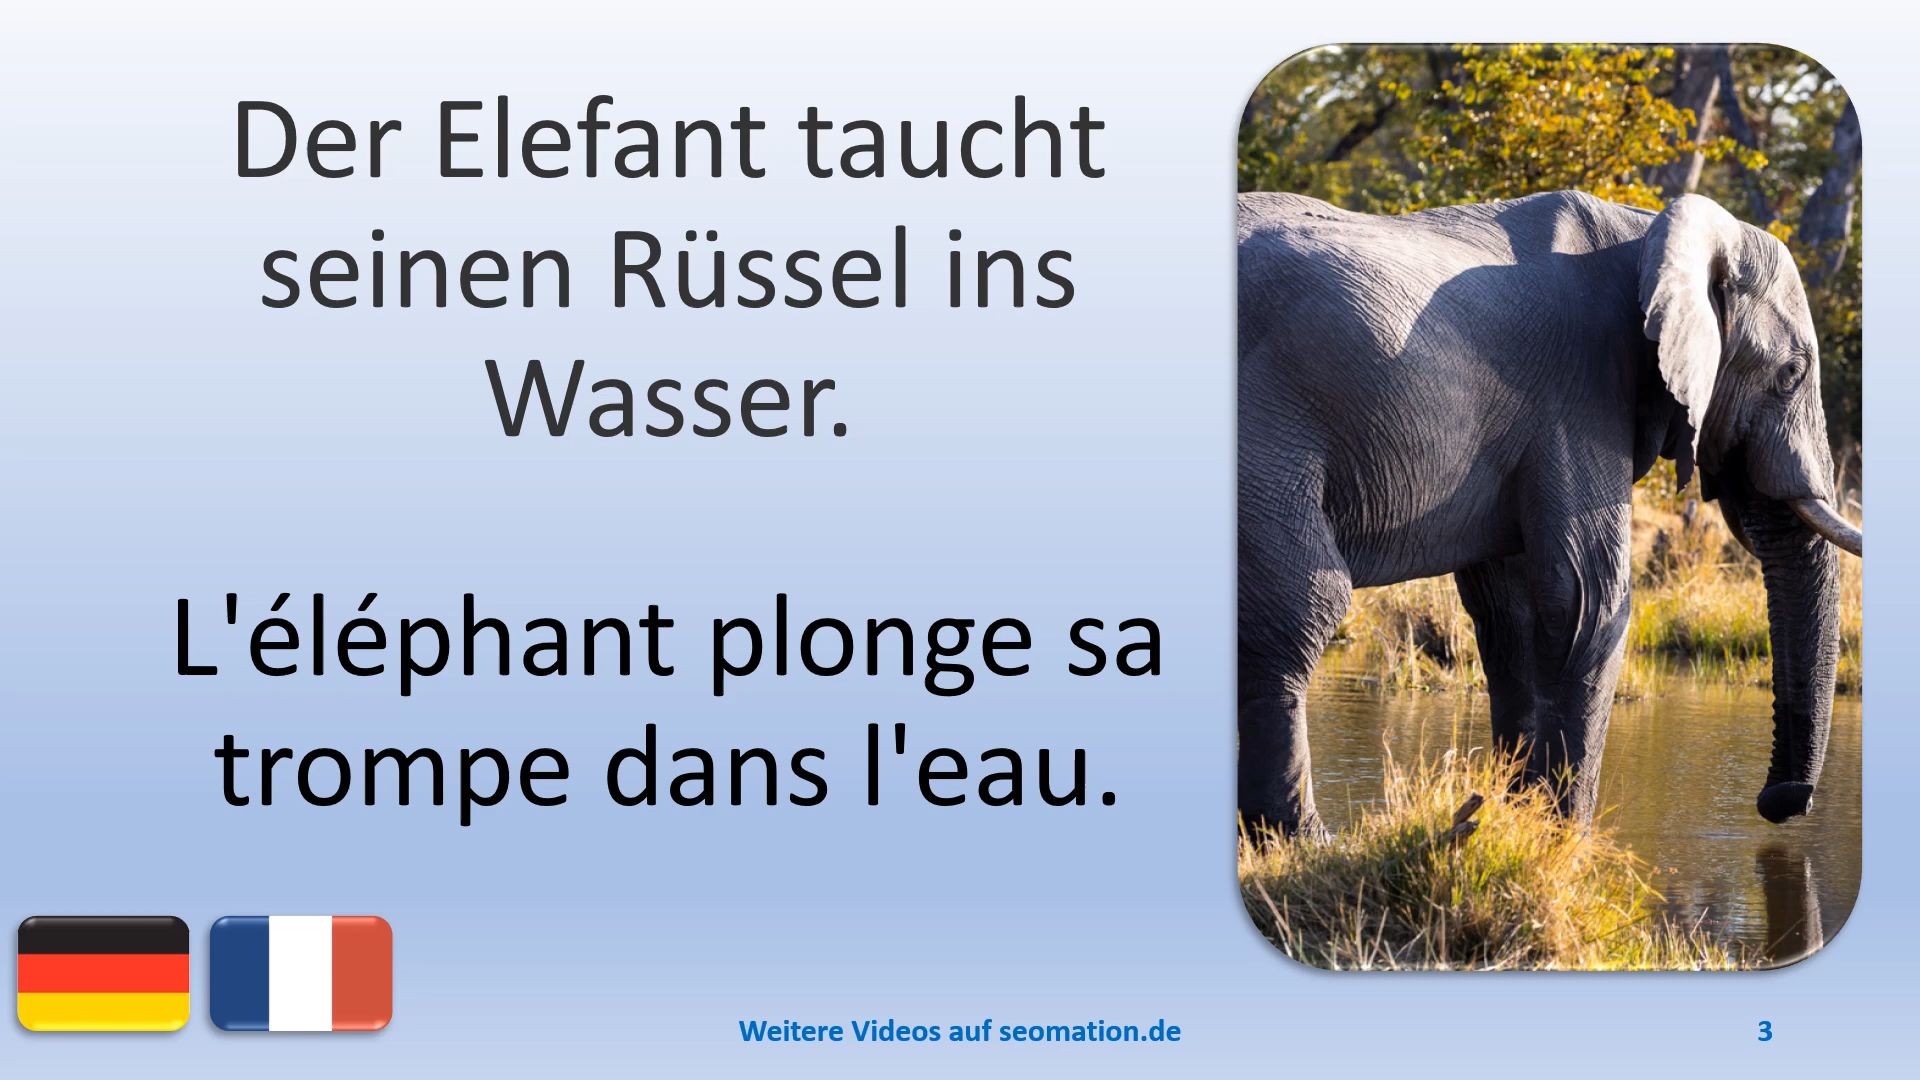 Der Elefant taucht
seinen Rüssel ins
Wasser.
L'éléphant plonge sa
trompe dans l'eau.
Weitere Videos auf seomation.de
3